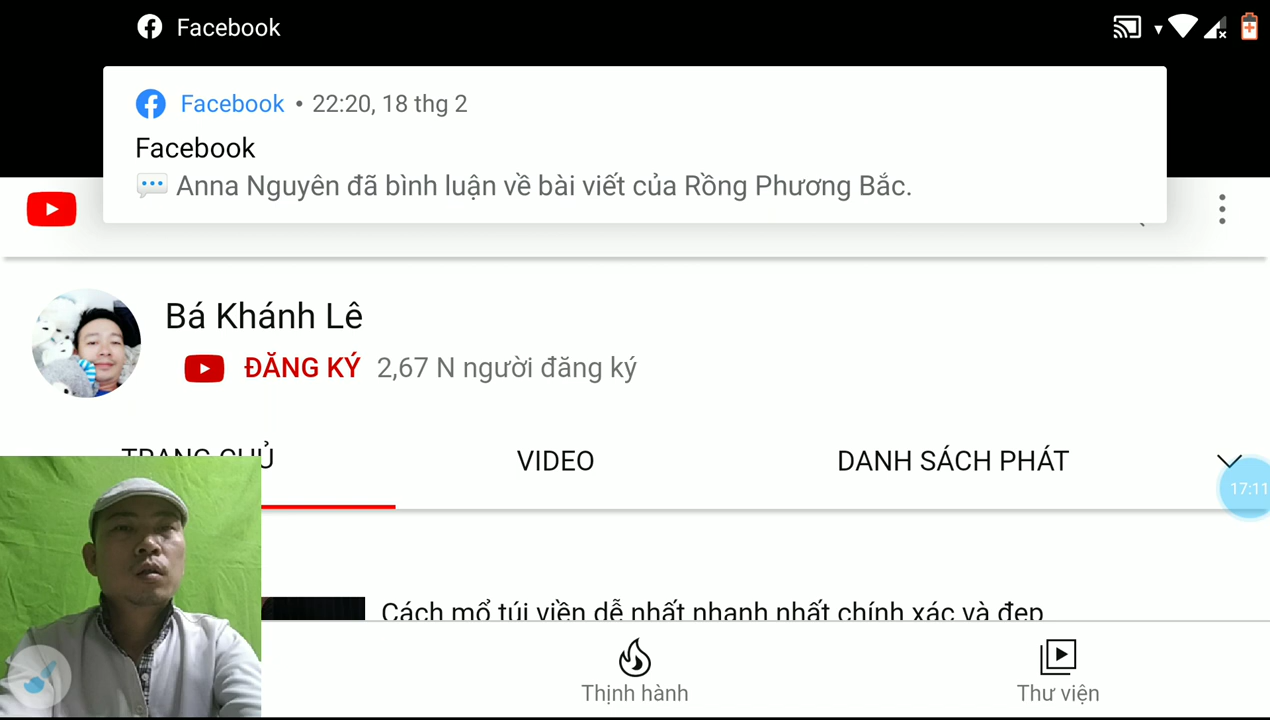 Facebook
Facebook • 22:20, 18 thg 2
Facebook
Anna Nguyên đã bình luận về bài viết của Rồng Phương Bắc.
Bá Khánh Lê
ĐĂNG KÝ 2,67 N người đăng ký
TRANG CHỦ VIDEO DANH SÁCH PHÁT
17:11
Cách mổ túi viền dễ nhất nhanh nhất chính xác và đẹp
Thịnh hành Thư viện